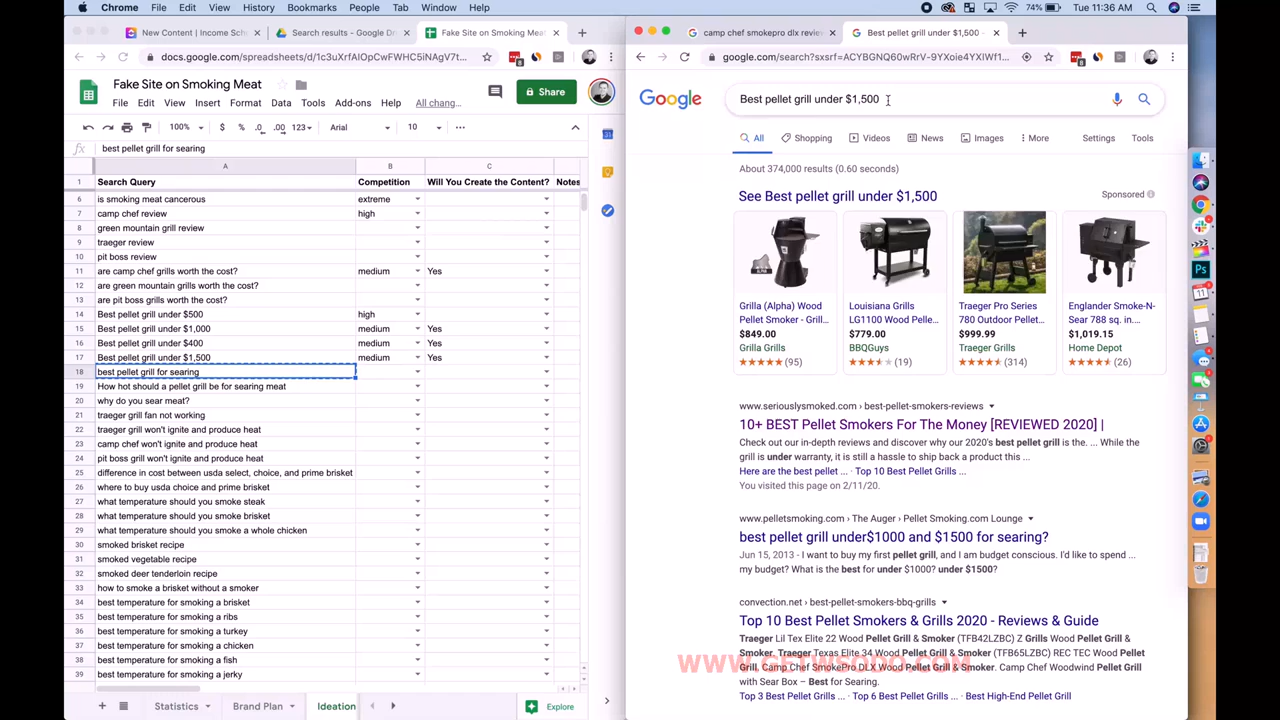 Chrome File Edit View History Bookmarks People Tab Window Help
74% Tue 11:36 AM
New Content | Income Sch
Search results - Google Dr
Fake Site on Smoking Meat
docs.google.com/spreadsheets/d/1c3uXrfAIOpCwFWHC5iNAgV7t...
Fake Site on Smoking Meat
File Edit View Insert Format Data Tools Add-ons Help All chang...
Share
100% $ % .0 .00 123 Arial 10
fx best pellet grill for searing
A B C
1 Search Query Competition Will You Create the Content? Notes
6 is smoking meat cancerous extreme
7 camp chef review high
8 green mountain grill review
9 traeger review
10 pit boss review
11 are camp chef grills worth the cost? medium Yes
12 are green mountain grills worth the cost?
13 are pit boss grills worth the cost?
14 Best pellet grill under $500 high
15 Best pellet grill under $1,000 medium Yes
16 Best pellet grill under $400 medium Yes
17 Best pellet grill under $1,500 medium Yes
18 best pellet grill for searing
19 How hot should a pellet grill be for searing meat
20 why do you sear meat?
21 traeger grill fan not working
22 traeger grill won't ignite and produce heat
23 camp chef won't ignite and produce heat
24 pit boss grill won't ignite and produce heat
25 difference in cost between usda select, choice, and prime brisket
26 where to buy usda choice and prime brisket
27 what temperature should you smoke steak
28 what temperature should you smoke brisket
29 what temperature should you smoke a whole chicken
30 smoked brisket recipe
31 smoked vegetable recipe
32 smoked deer tenderloin recipe
33 how to smoke a brisket without a smoker
34 best temperature for smoking a brisket
35 best temperature for smoking a ribs
36 best temperature for smoking a turkey
37 best temperature for smoking a chicken
38 best temperature for smoking a fish
39 best temperature for smoking a jerky
Statistics Brand Plan Ideation Explore
camp chef smokepro dlx review
Best pellet grill under $1,500 -
google.com/search?sxsrf=ACYBGNQ60wRrV-9YXoie4YXIWf1...
Google
Best pellet grill under $1,500
All Shopping Videos News Images More Settings Tools
About 374,000 results (0.60 seconds)
See Best pellet grill under $1,500
Sponsored
Grilla (Alpha) Wood
Pellet Smoker - Gril...
$849.00
Grilla Grills
(95)
Louisiana Grills
LG1100 Wood Pelle...
$779.00
BBQGuys
(19)
Traeger Pro Series
780 Outdoor Pellet...
$999.99
Traeger Grills
(314)
Englander Smoke-N-
Sear 788 sq. in...
$1,019.15
Home Depot
(26)
www.seriouslysmoked.com › best-pellet-smokers-reviews
10+ BEST Pellet Smokers For The Money [REVIEWED 2020] |
Check out our in-depth reviews and discover why our 2020's best pellet grill is the. ... While the
grill is under warranty, it is still a hassle to ship back a product this ...
Here are the best pellet ... · Top 10 Best Pellet Grills ...
You visited this page on 2/11/20.
www.pelletsmoking.com › The Auger › Pellet Smoking.com Lounge
best pellet grill under$1000 and $1500 for searing?
Jun 15, 2013 - I want to buy my first pellet grill, and I am budget conscious. I'd like to spend ...
my budget? What is the best for under $1000? under $1500?
convection.net › best-pellet-smokers-bbq-grills
Top 10 Best Pellet Smokers & Grills 2020 - Reviews & Guide
Traeger Lil Tex Elite 22 Wood Pellet Grill & Smoker (TFB42LZBC) Z Grills Wood Pellet Grill &
Smoker. Traeger Texas Elite 34 Wood Pellet Grill & Smoker (TFB65LZBC) REC TEC Wood Pellet
Grill, Camp Chef SmokePro DLX Wood Pellet Grill & Smoker. Camp Chef Woodwind Pellet Grill
with Sear Box – Best for Searing.
Top 3 Best Pellet Grills ... · Top 6 Best Pellet Grills ... · Best High-End Pellet Grill
WWW.GETWSODO.COM